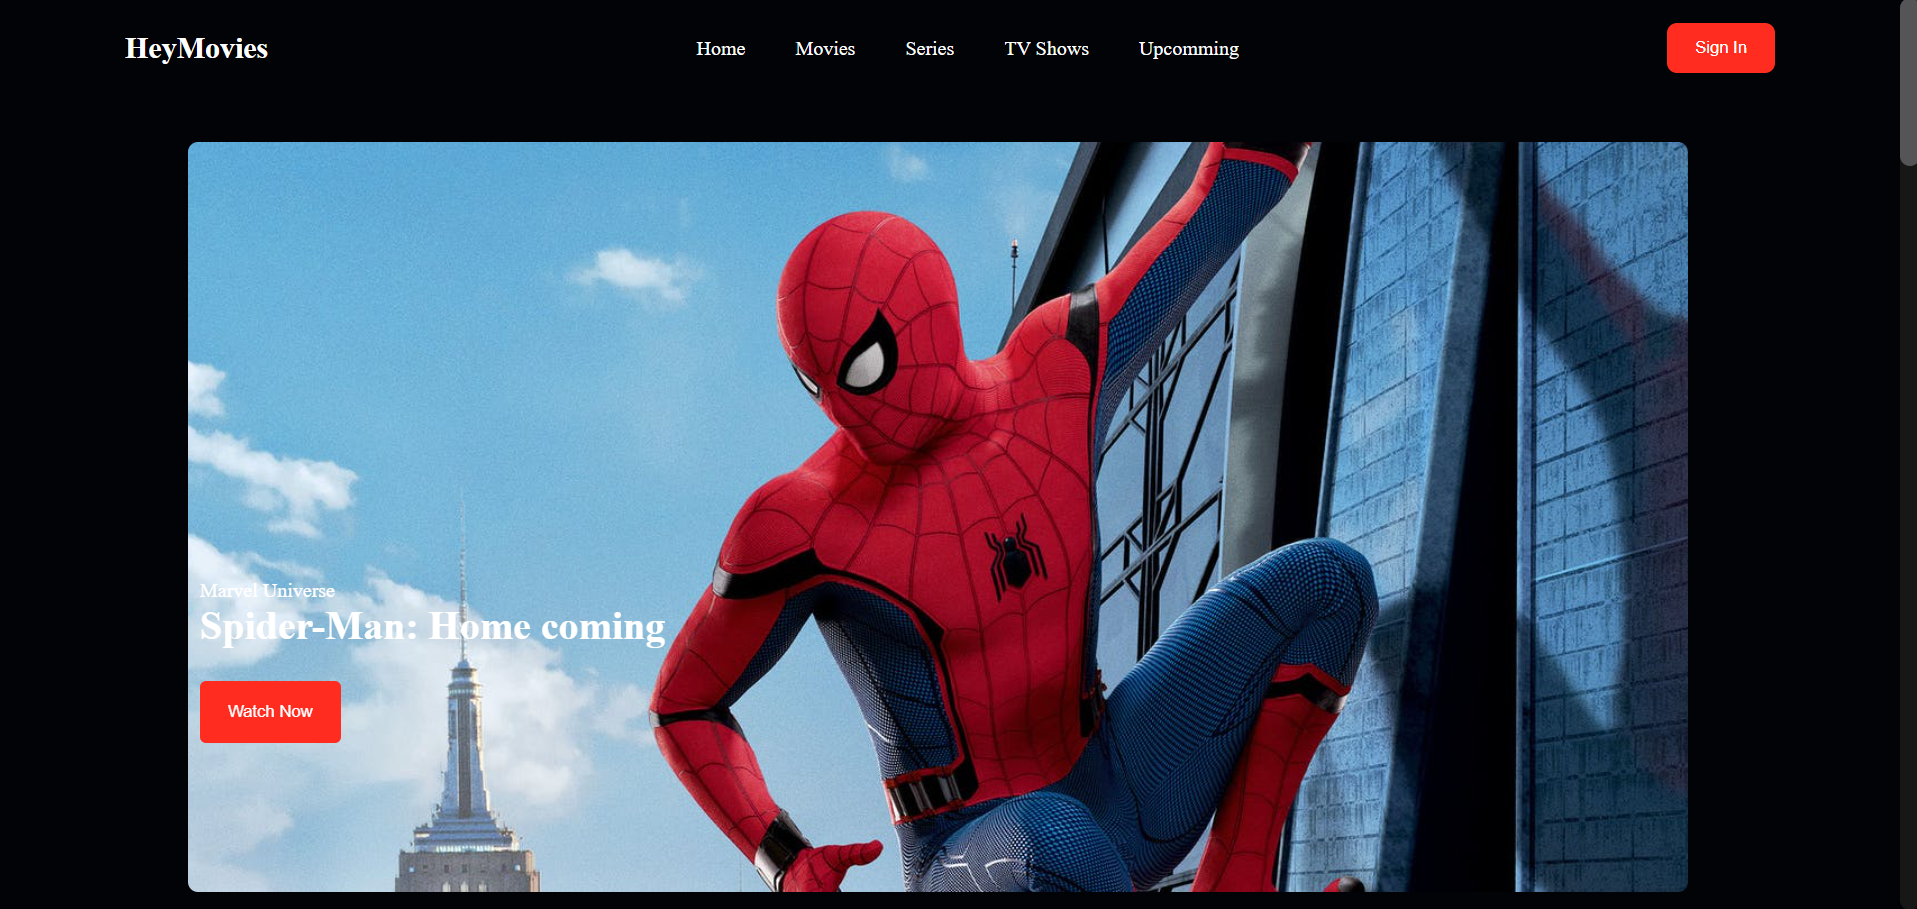 HeyMovies
Home Movies Series TV Shows Upcomming
Sign In
Marvel Universe
Spider-Man: Home coming
Watch Now